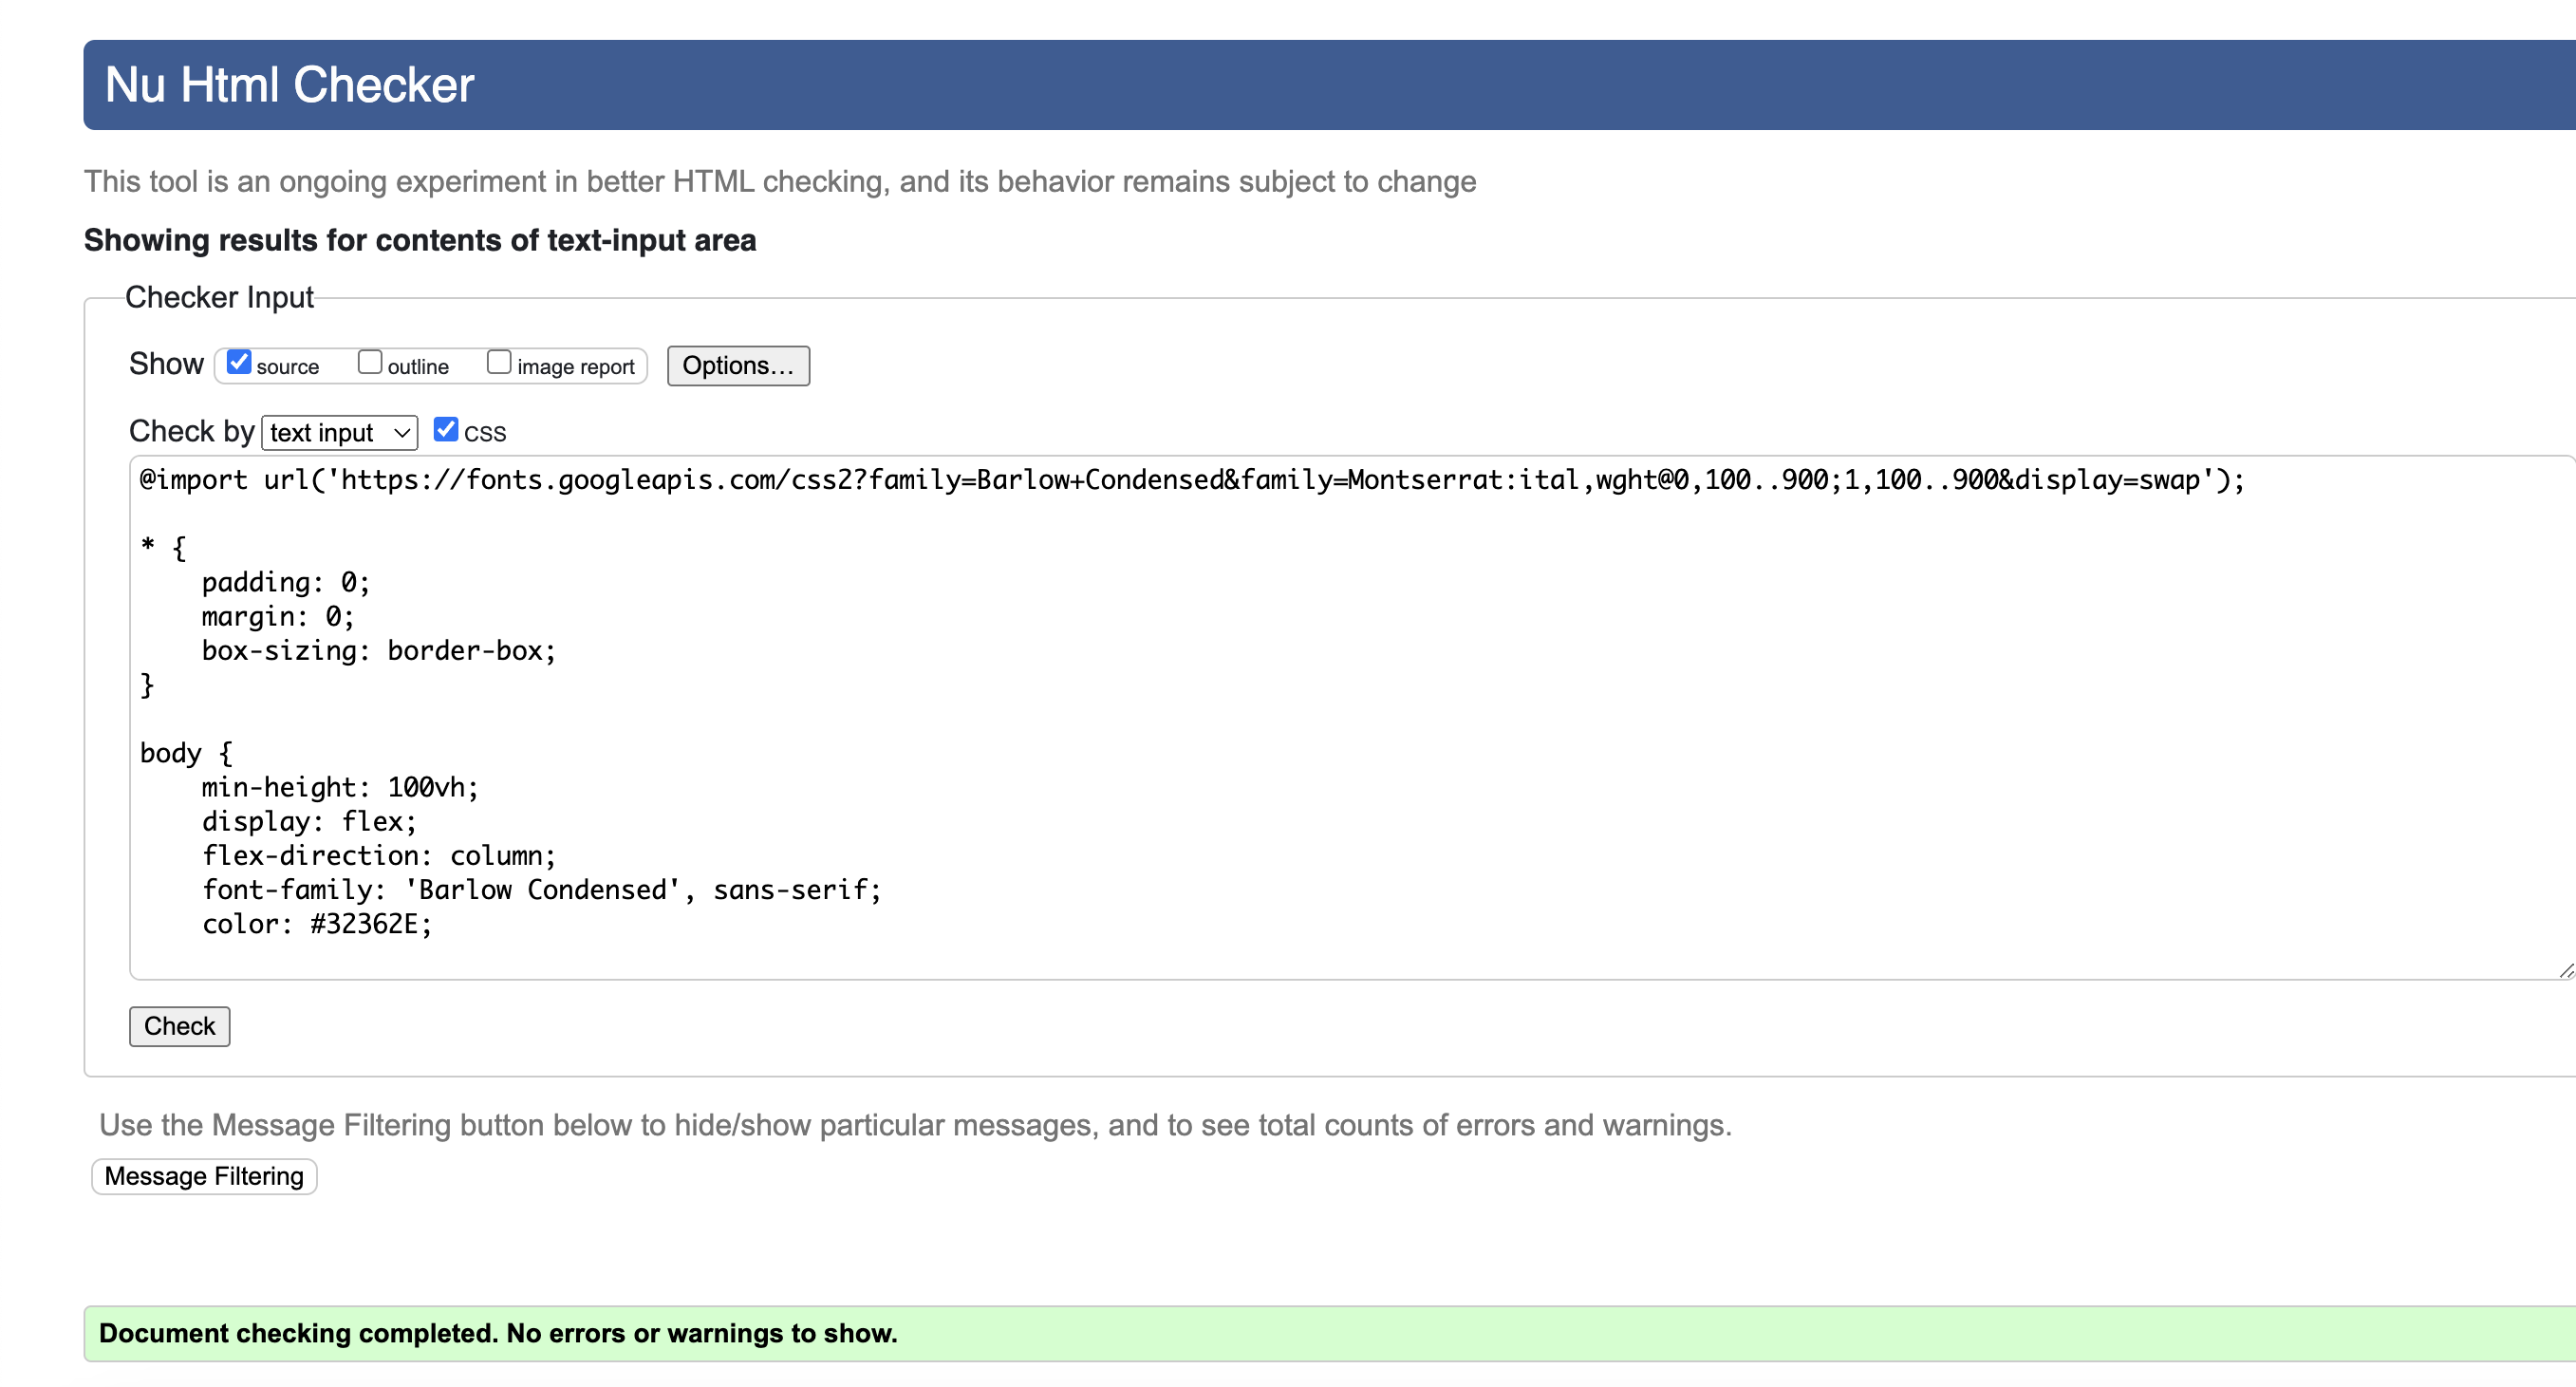 Nu Html Checker
This tool is an ongoing experiment in better HTML checking, and its behavior remains subject to change
Showing results for contents of text-input area
Checker Input
Show source outline image report Options...
Check by text input CSS
@import url('https://fonts.googleapis.com/css2?family=Barlow+Condensed&family=Montserrat:ital,wght@0,100..900;1,100..900&display=swap');
* {
    padding: 0;
    margin: 0;
    box-sizing: border-box;
}
body {
    min-height: 100vh;
    display: flex;
    flex-direction: column;
    font-family: 'Barlow Condensed', sans-serif;
    color: #32362E;
Check
Use the Message Filtering button below to hide/show particular messages, and to see total counts of errors and warnings.
Message Filtering
Document checking completed. No errors or warnings to show.